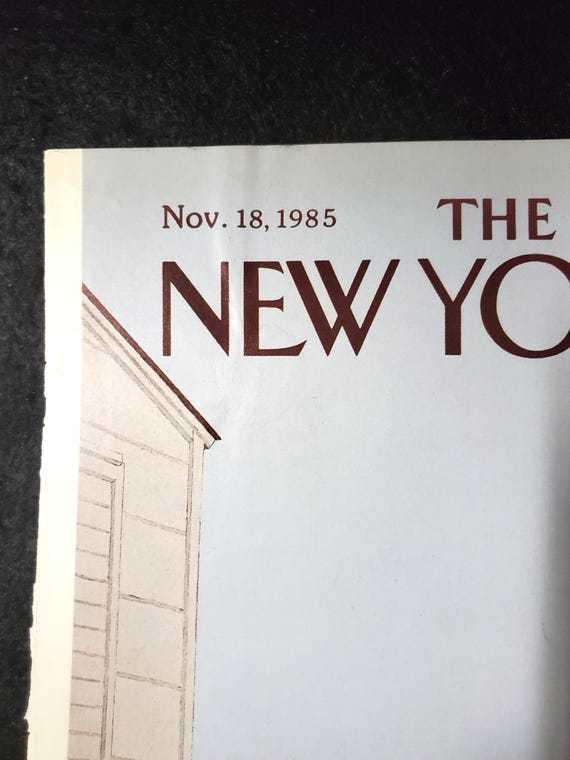 Nov. 18, 1985
THE
NEW YO